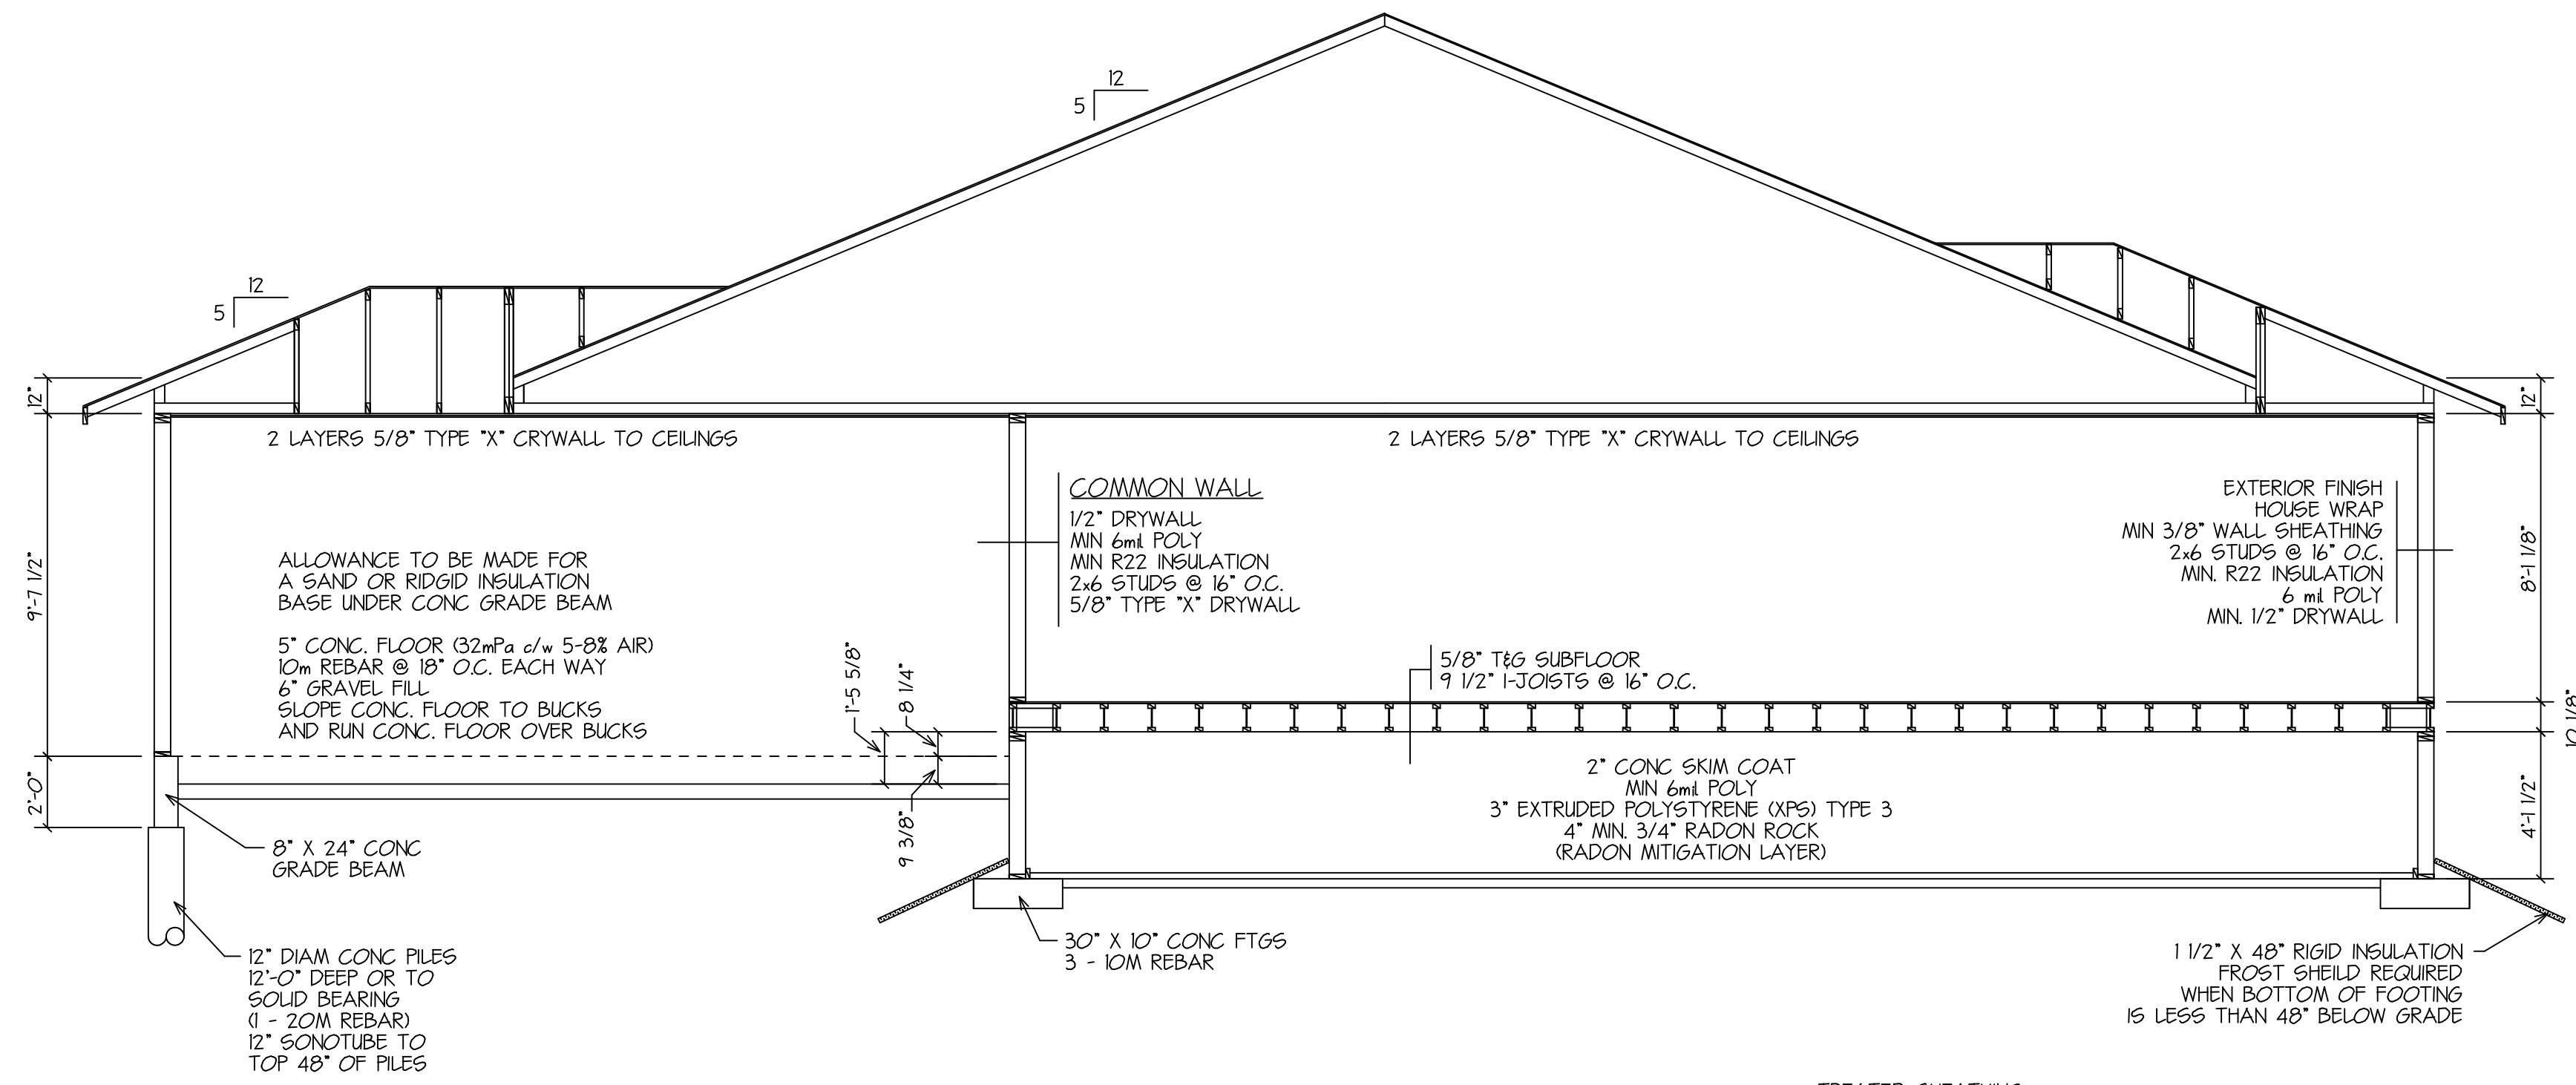 12
5
12
5
12"
9'-7 1/2"
2'-0"
12"
8'-1 1/8"
10 1/8"
4'-1 1/2"
2 LAYERS 5/8" TYPE "X" CRYWALL TO CEILINGS
2 LAYERS 5/8" TYPE "X" CRYWALL TO CEILINGS
COMMON WALL
1/2" DRYWALL
MIN 6mil POLY
MIN R22 INSULATION
2x6 STUDS @ 16" O.C.
5/8" TYPE "X" DRYWALL
EXTERIOR FINISH
HOUSE WRAP
MIN 3/8" WALL SHEATHING
2x6 STUDS @ 16" O.C.
MIN. R22 INSULATION
6 mil POLY
MIN. 1/2" DRYWALL
ALLOWANCE TO BE MADE FOR
A SAND OR RIDGID INSULATION
BASE UNDER CONC GRADE BEAM
5" CONC. FLOOR (32mPa c/w 5-8% AIR)
10m REBAR @ 18" O.C. EACH WAY
6" GRAVEL FILL
SLOPE CONC. FLOOR TO BUCKS
AND RUN CONC. FLOOR OVER BUCKS
1'-5 5/8"
8 1/4"
9 3/8"
5/8" T&G SUBFLOOR
9 1/2" I-JOISTS @ 16" O.C.
2" CONC SKIM COAT
MIN 6mil POLY
3" EXTRUDED POLYSTYRENE (XPS) TYPE 3
4" MIN. 3/4" RADON ROCK
(RADON MITIGATION LAYER)
8" X 24" CONC
GRADE BEAM
12" DIAM CONC PILES
12'-0" DEEP OR TO
SOLID BEARING
(1 - 20M REBAR)
12" SONOTUBE TO
TOP 48" OF PILES
30" X 10" CONC FTGS
3 - 10M REBAR
1 1/2" X 48" RIGID INSULATION
FROST SHEILD REQUIRED
WHEN BOTTOM OF FOOTING
IS LESS THAN 48" BELOW GRADE